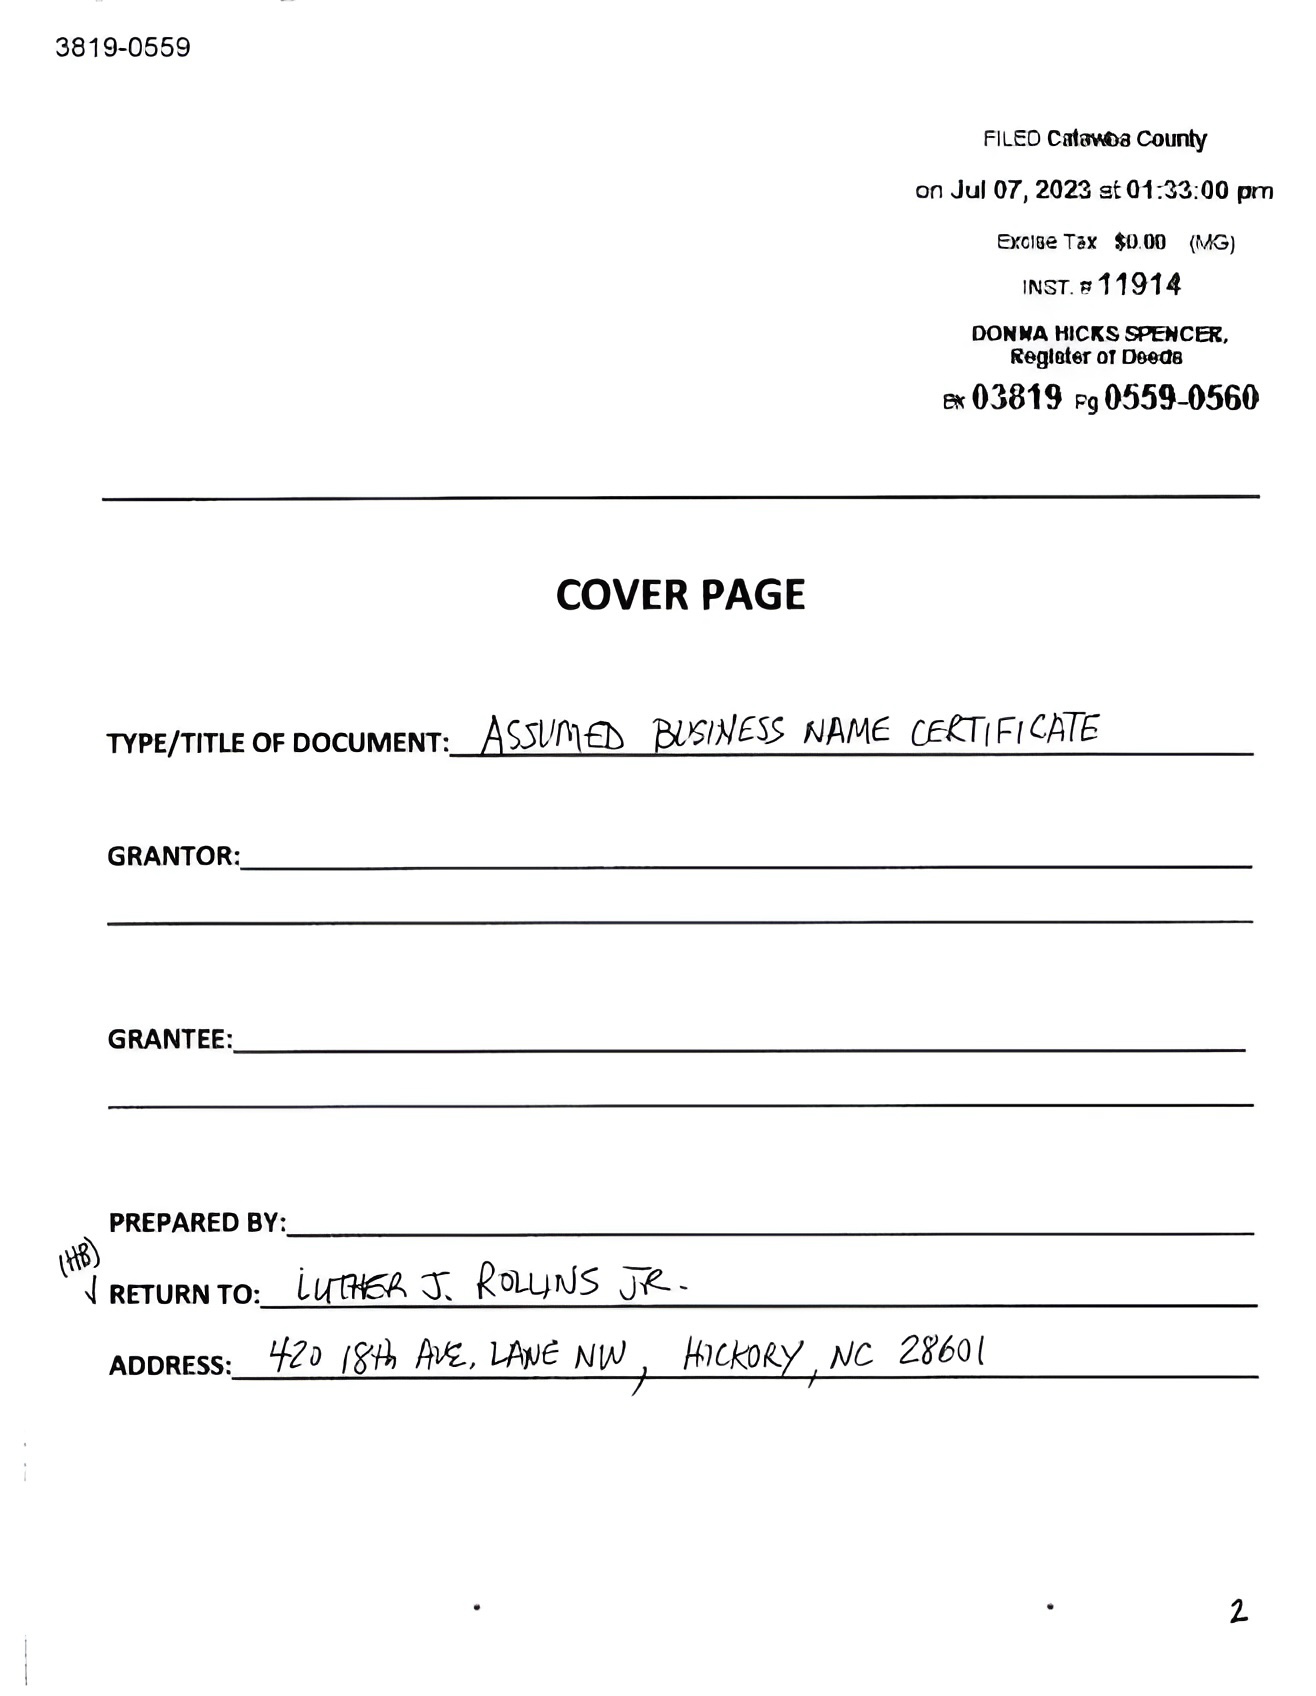 3819-0559
FILED Catawba County
on Jul 07, 2023 at 01:33:00 pm
Excise Tax $0.00 (MG)
INST. # 11914
DONNA HICKS SPENCER,
Register of Deeds
Bk 03819 Pg 0559-0560
COVER PAGE
TYPE/TITLE OF DOCUMENT: ASSUMED BUSINESS NAME CERTIFICATE
GRANTOR:
GRANTEE:
PREPARED BY:
(HB)
RETURN TO: LUTHER J. ROLLINS JR.
ADDRESS: 420 18th AVE. LANE NW, HICKORY, NC 28601
2